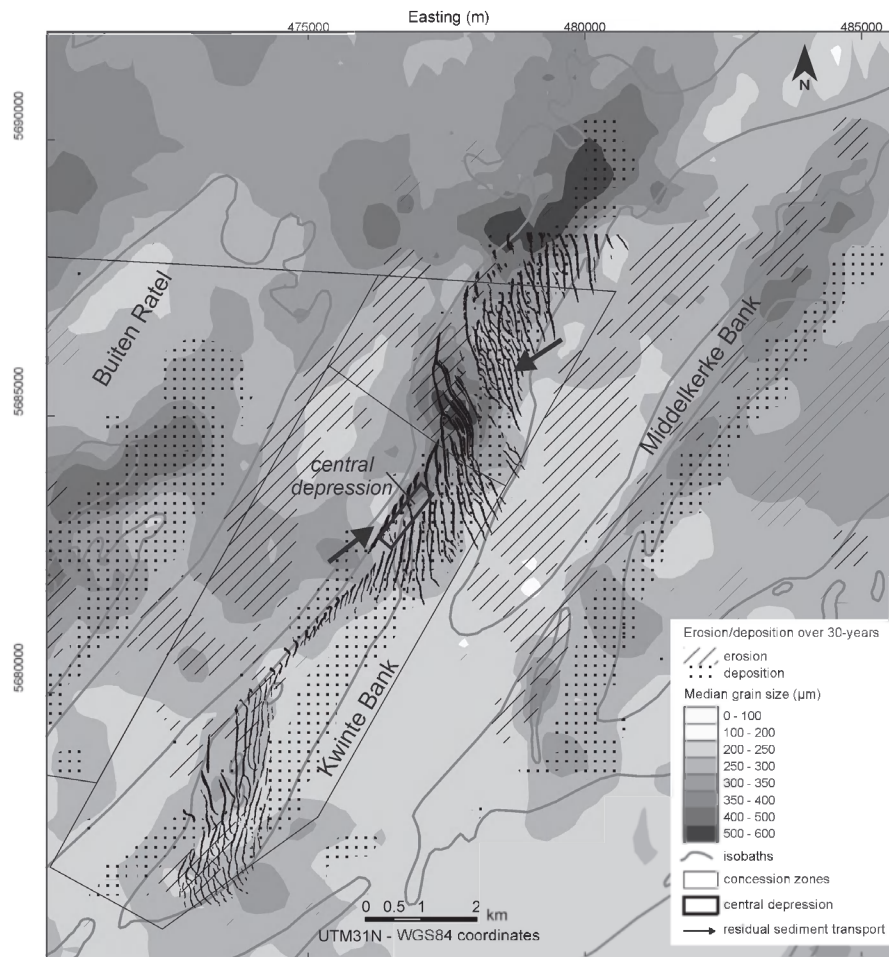 Easting (m)
475000
480000
485000
N
5690000
5685000
5680000
Buiten Ratel
Middelkerke Bank
central
depression
Kwinte Bank
0 0.5 1 2
km
UTM31N - WGS84 coordinates
Erosion/deposition over 30-years
erosion
deposition
Median grain size (µm)
0 - 100
100 - 200
200 - 250
250 - 300
300 - 350
350 - 400
400 - 500
500 - 600
isobaths
concession zones
central depression
residual sediment transport